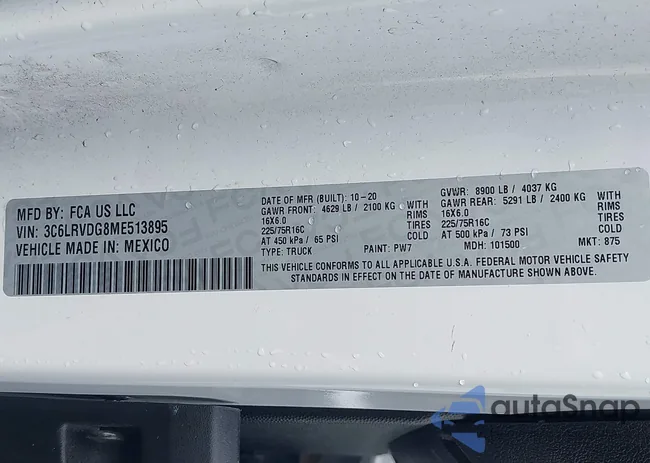 MFD BY: FCA US LLC
VIN: 3C6LRVDG8ME513895
VEHICLE MADE IN: MEXICO
DATE OF MFR (BUILT): 10-20
GAWR FRONT: 4629 LB / 2100 KG WITH
16X6.0 RIMS
225/75R16C TIRES
AT 450 kPa / 65 PSI COLD
TYPE: TRUCK PAINT: PW7
GVWR: 8900 LB / 4037 KG
GAWR REAR: 5291 LB / 2400 KG WITH
16X6.0 RIMS
225/75R16C TIRES
AT 500 kPa / 73 PSI COLD
MDH: 101500 MKT: 875
THIS VEHICLE CONFORMS TO ALL APPLICABLE U.S.A. FEDERAL MOTOR VEHICLE SAFETY
STANDARDS IN EFFECT ON THE DATE OF MANUFACTURE SHOWN ABOVE.
autoSnap